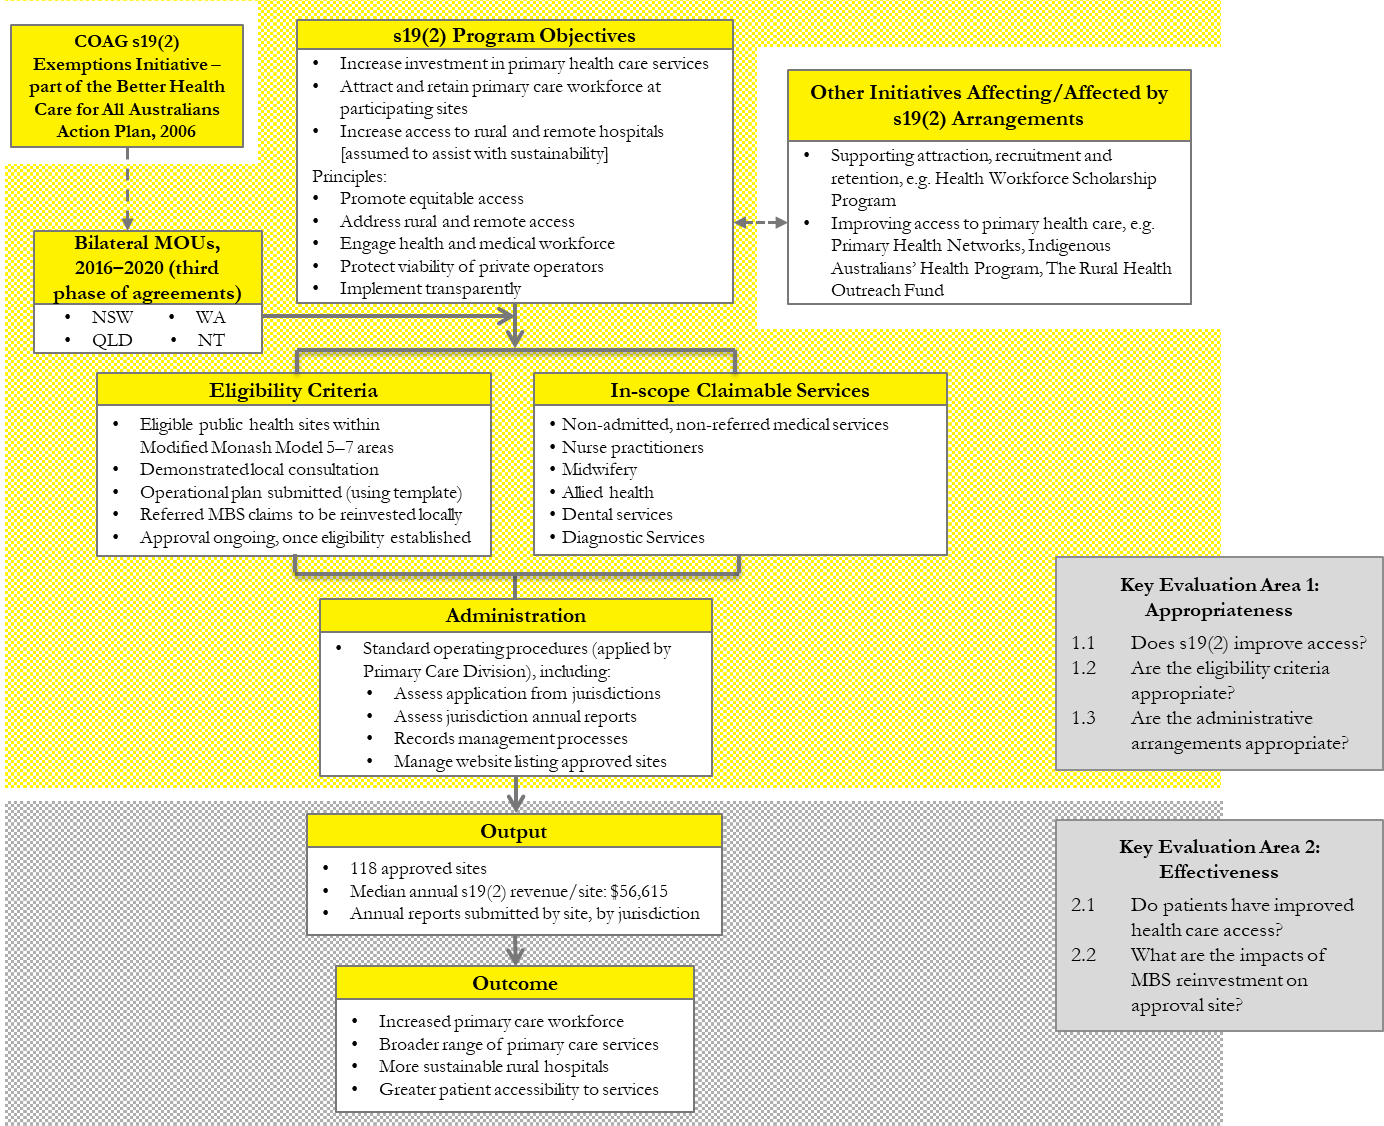 COAG s19(2)
Exemptions Initiative –
part of the Better Health
Care for All Australians
Action Plan, 2006
s19(2) Program Objectives
• Increase investment in primary health care services
• Attract and retain primary care workforce at
participating sites
• Increase access to rural and remote hospitals
[assumed to assist with sustainability]
Principles:
• Promote equitable access
• Address rural and remote access
• Engage health and medical workforce
• Protect viability of private operators
• Implement transparently
Other Initiatives Affecting/Affected by
s19(2) Arrangements
• Supporting attraction, recruitment and
retention, e.g. Health Workforce Scholarship
Program
• Improving access to primary health care, e.g.
Primary Health Networks, Indigenous
Australians’ Health Program, The Rural Health
Outreach Fund
Bilateral MOUs,
2016–2020 (third
phase of agreements)
• NSW • WA
• QLD • NT
Eligibility Criteria
• Eligible public health sites within
Modified Monash Model 5–7 areas
• Demonstrated local consultation
• Operational plan submitted (using template)
• Referred MBS claims to be reinvested locally
• Approval ongoing, once eligibility established
In-scope Claimable Services
• Non-admitted, non-referred medical services
• Nurse practitioners
• Midwifery
• Allied health
• Dental services
• Diagnostic Services
Administration
• Standard operating procedures (applied by
Primary Care Division), including:
• Assess application from jurisdictions
• Assess jurisdiction annual reports
• Records management processes
• Manage website listing approved sites
Key Evaluation Area 1:
Appropriateness
1.1 Does s19(2) improve access?
1.2 Are the eligibility criteria
appropriate?
1.3 Are the administrative
arrangements appropriate?
Output
• 118 approved sites
• Median annual s19(2) revenue/site: $56,615
• Annual reports submitted by site, by jurisdiction
Key Evaluation Area 2:
Effectiveness
2.1 Do patients have improved
health care access?
2.2 What are the impacts of
MBS reinvestment on
approval site?
Outcome
• Increased primary care workforce
• Broader range of primary care services
• More sustainable rural hospitals
• Greater patient accessibility to services